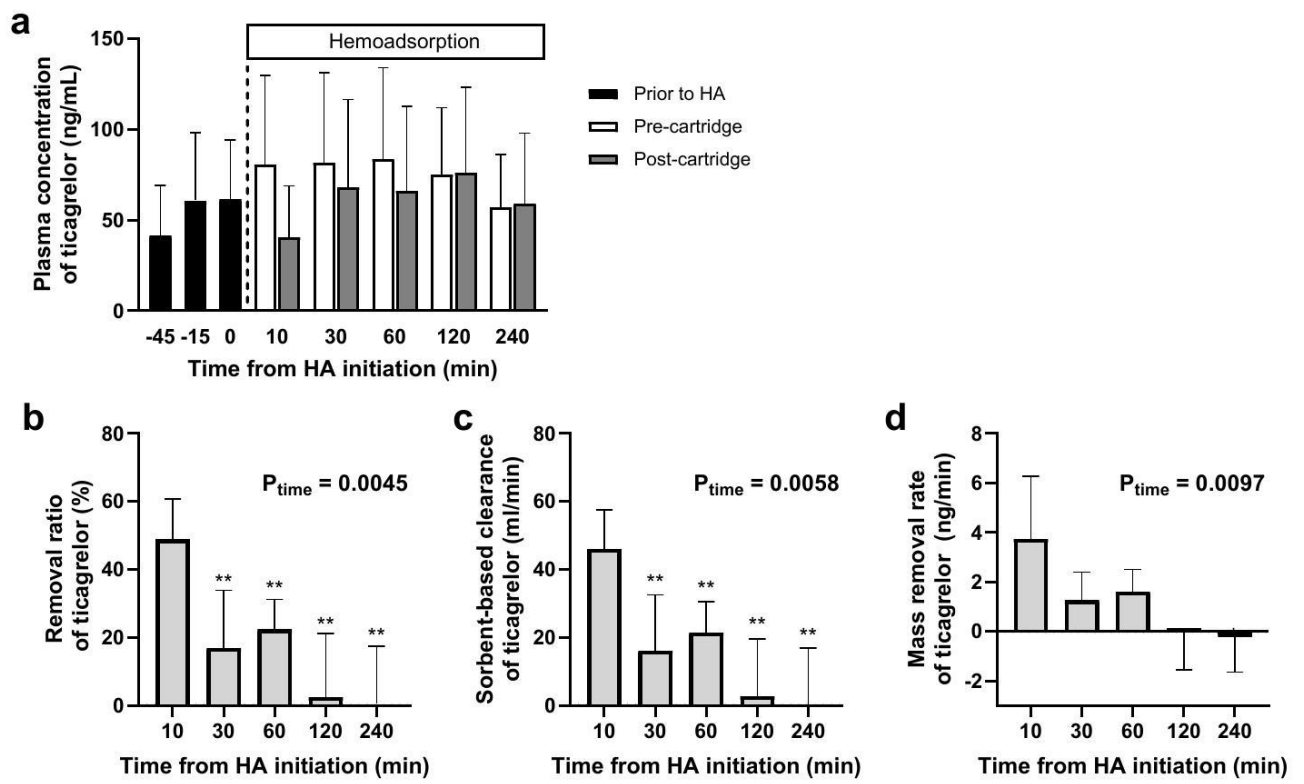 a
Plasma concentration
of ticagrelor (ng/mL)
150
100
50
0
Hemoadsorption
Prior to HA
Pre-cartridge
Post-cartridge
-45 -15 0 10 30 60 120 240
Time from HA initiation (min)
b
Removal ratio
of ticagrelor (%)
80
60
40
20
0
P time = 0.0045
** ** ** **
10 30 60 120 240
Time from HA initiation (min)
c
Sorbent-based clearance
of ticagrelor (ml/min)
80
60
40
20
0
P time = 0.0058
** ** ** **
10 30 60 120 240
Time from HA initiation (min)
d
Mass removal rate
of ticagrelor (ng/min)
8
6
4
2
0
-2
P time = 0.0097
10 30 60 120 240
Time from HA initiation (min)